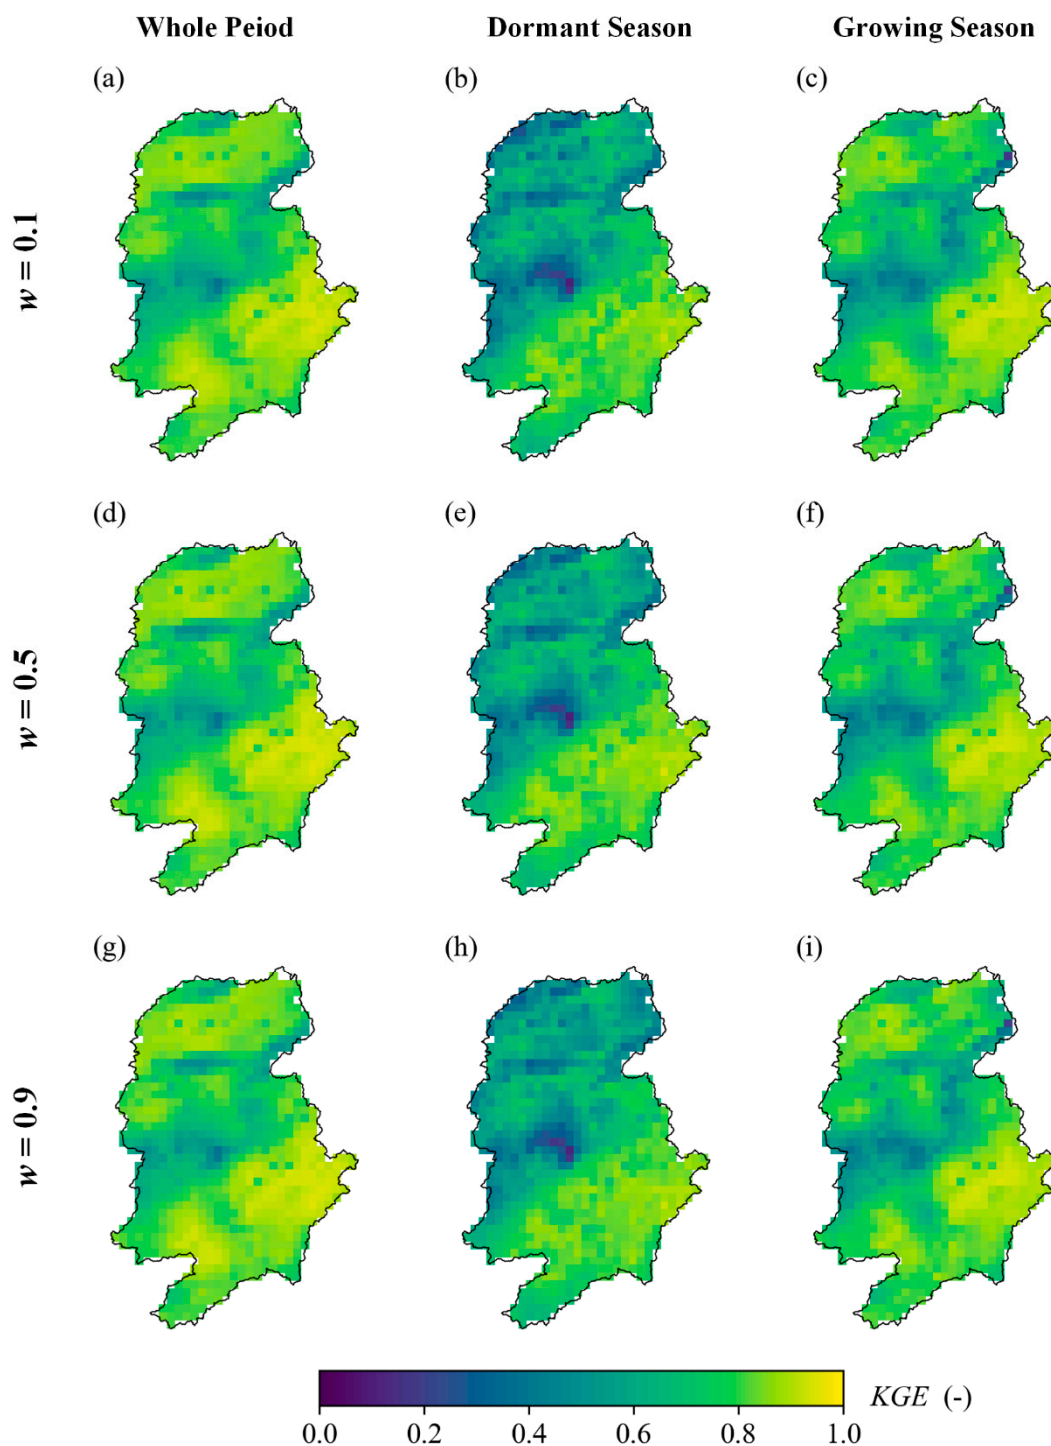 Whole Peiod Dormant Season Growing Season
(a) (b) (c)
w = 0.1
(d) (e) (f)
w = 0.5
(g) (h) (i)
w = 0.9
KGE (-)
0.0 0.2 0.4 0.6 0.8 1.0